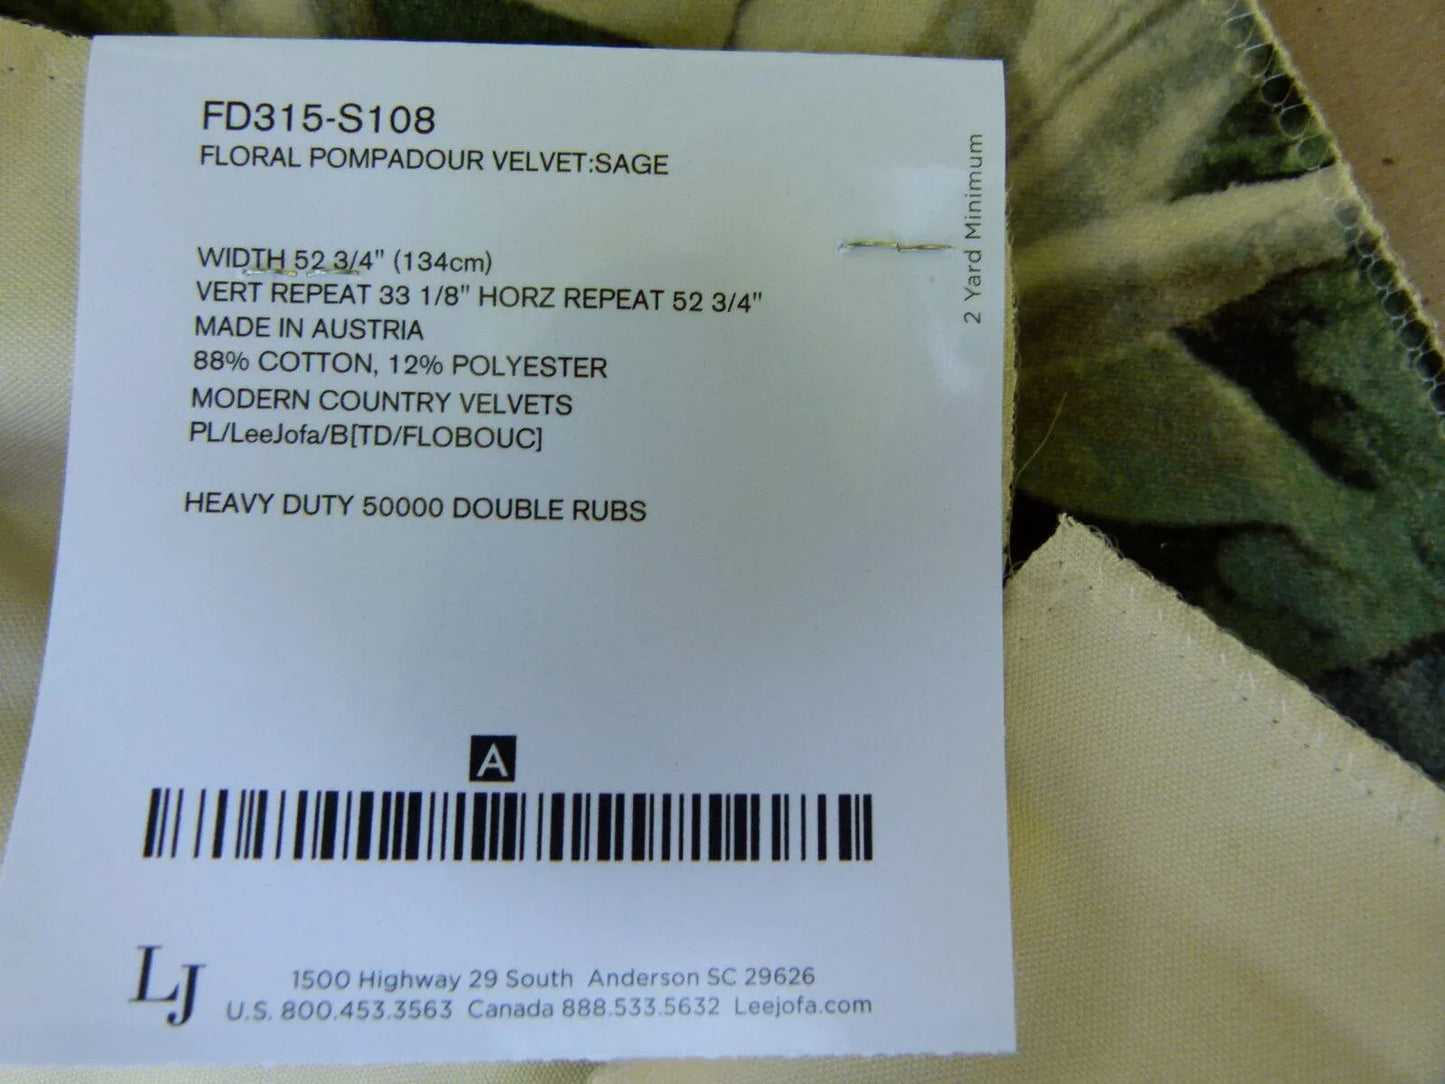 FD315-S108
FLORAL POMPADOUR VELVET:SAGE
2 Yard Minimum
WIDTH 52 3/4" (134cm)
VERT REPEAT 33 1/8" HORZ REPEAT 52 3/4"
MADE IN AUSTRIA
88% COTTON, 12% POLYESTER
MODERN COUNTRY VELVETS
PL/LeeJofa/B[TD/FLOBOUC]
HEAVY DUTY 50000 DOUBLE RUBS
A
LJ
1500 Highway 29 South Anderson SC 29626
U.S. 800.453.3563 Canada 888.533.5632 Leejofa.com